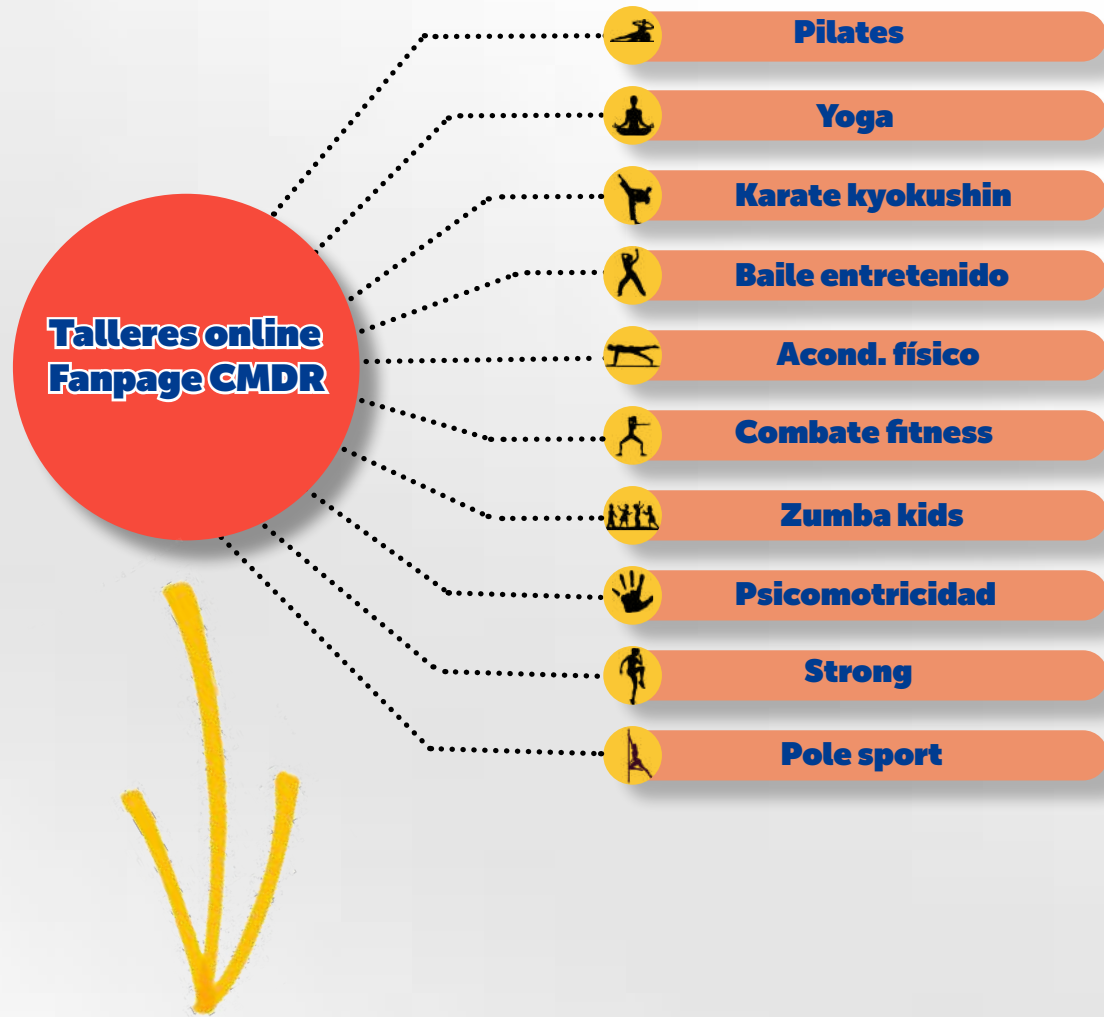 Talleres online
Fanpage CMDR
Pilates
Yoga
Karate kyokushin
Baile entretenido
Acond. físico
Combate fitness
Zumba kids
Psicomotricidad
Strong
Pole sport